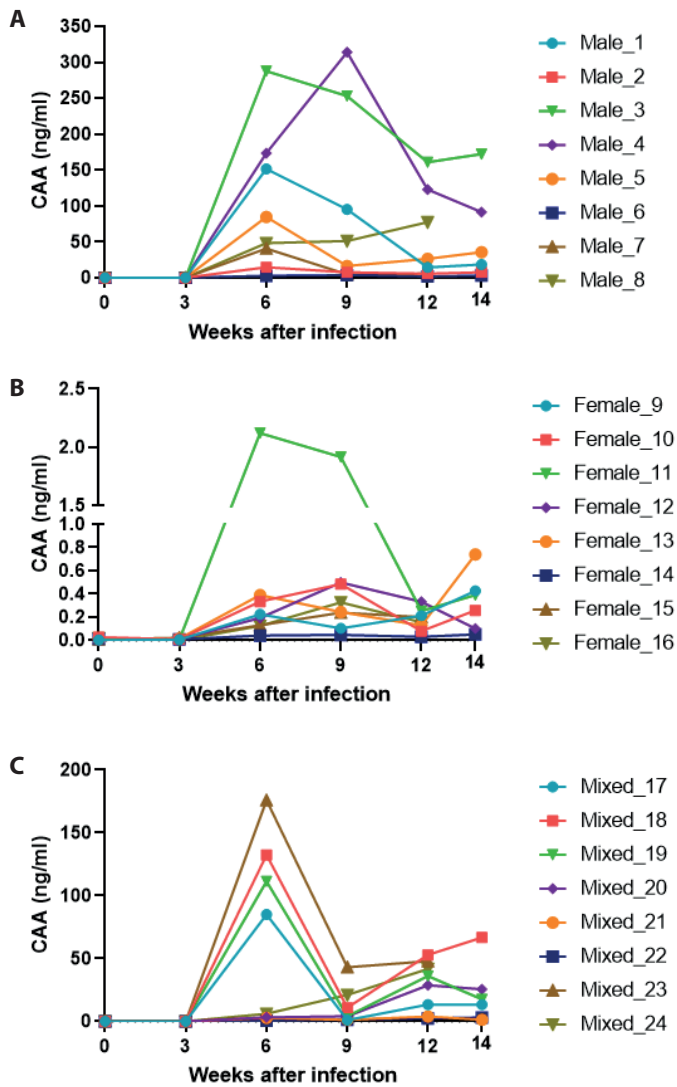 A
350
300
250
200
150
100
50
0
CAA (ng/ml)
0 3 6 9 12 14
Weeks after infection
Male_1
Male_2
Male_3
Male_4
Male_5
Male_6
Male_7
Male_8
B
2.5
2.0
1.5
1.0
0.8
0.6
0.4
0.2
0.0
CAA (ng/ml)
0 3 6 9 12 14
Weeks after infection
Female_9
Female_10
Female_11
Female_12
Female_13
Female_14
Female_15
Female_16
C
200
150
100
50
0
CAA (ng/ml)
0 3 6 9 12 14
Weeks after infection
Mixed_17
Mixed_18
Mixed_19
Mixed_20
Mixed_21
Mixed_22
Mixed_23
Mixed_24